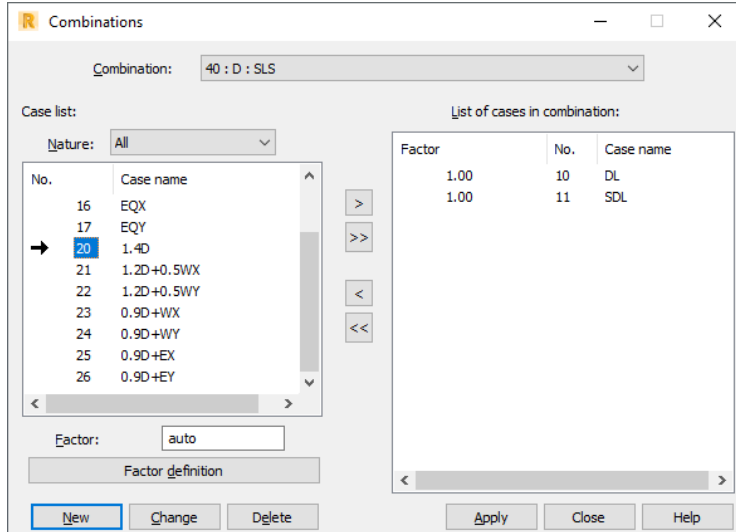 R Combinations
Combination: 40 : D : SLS
Case list:
Nature: All
No. Case name
16 EQX
17 EQY
20 1.4D
21 1.2D+0.5WX
22 1.2D+0.5WY
23 0.9D+WX
24 0.9D+WY
25 0.9D+EX
26 0.9D+EY
Factor: auto
Factor definition
New Change Delete
>
>>
<
<<
List of cases in combination:
Factor No. Case name
1.00 10 DL
1.00 11 SDL
Apply Close Help